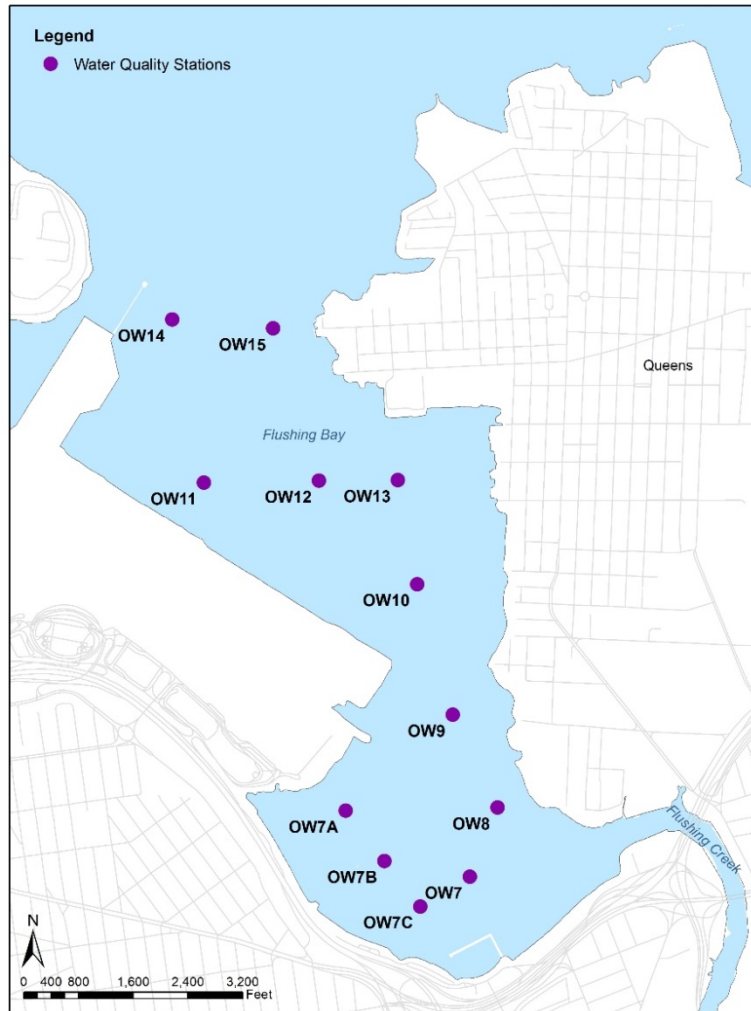 Legend
Water Quality Stations
OW14
OW15
Queens
Flushing Bay
OW11
OW12
OW13
OW10
OW9
OW7A
OW8
Flushing Creek
OW7B
OW7
OW7C
N
0 400 800 1,600 2,400 3,200
Feet